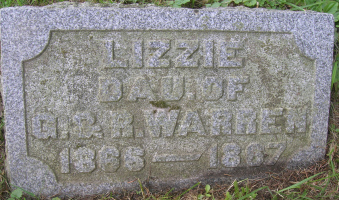 LIZZIE
DAU. OF
G. & R. WARREN
1865 — 1867